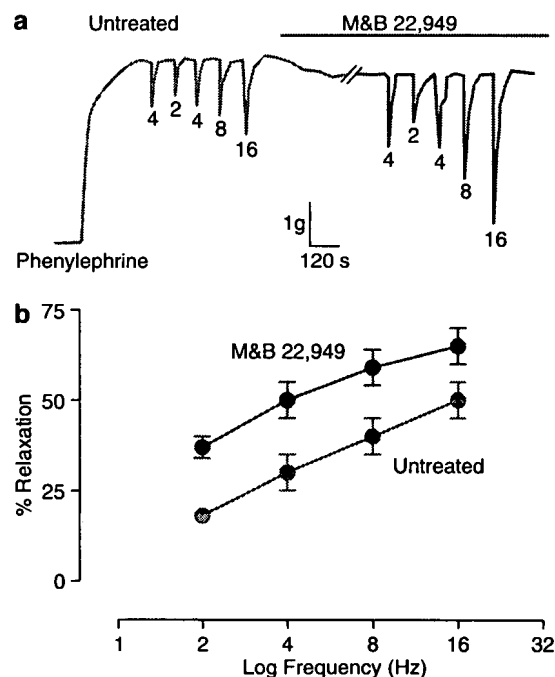 a
Untreated
M&B 22,949
4 2 4 8 16
4 2 4 8 16
1g
120 s
Phenylephrine
b
M&B 22,949
Untreated
% Relaxation
75
50
25
0
1 2 4 8 16 32
Log Frequency (Hz)